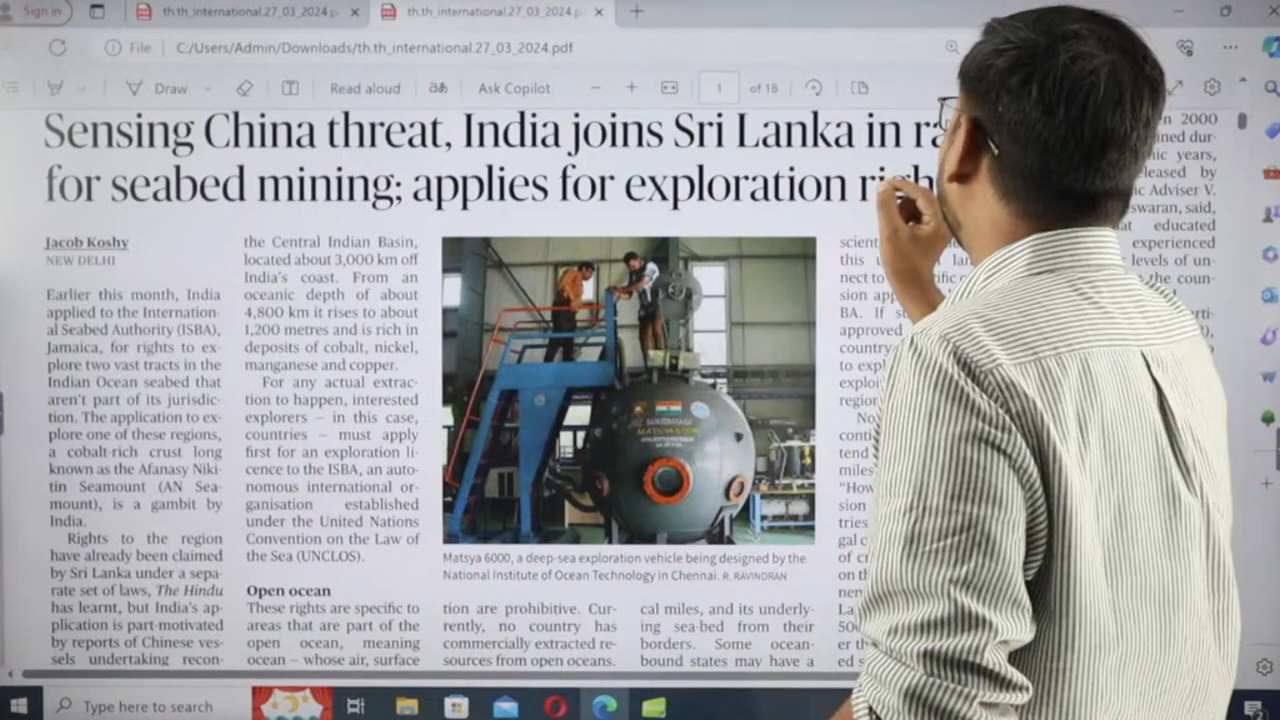 Sign in
th.th_international.27_03_2024.p
th.th_international.27_03_2024.p
File
C:/Users/Admin/Downloads/th.th_international.27_03_2024.pdf
Draw
Read aloud
Ask Copilot
1
of 18
Sensing China threat, India joins Sri Lanka in
for seabed mining; applies for exploration
Jacob Koshy
NEW DELHI
Earlier this month, India
applied to the Internation-
al Seabed Authority (ISBA),
Jamaica, for rights to ex-
plore two vast tracts in the
Indian Ocean seabed that
aren't part of its jurisdic-
tion. The application to ex-
plore one of these regions,
a cobalt-rich crust long
known as the Afanasy Niki-
tin Seamount (AN Sea-
mount), is a gambit by
India.
Rights to the region
have already been claimed
by Sri Lanka under a sepa-
rate set of laws, The Hindu
has learnt, but India's ap-
plication is part-motivated
by reports of Chinese ves-
sels undertaking recon-
the Central Indian Basin,
located about 3,000 km off
India's coast. From an
oceanic depth of about
4,800 km it rises to about
1,200 metres and is rich in
deposits of cobalt, nickel,
manganese and copper.
For any actual extrac-
tion to happen, interested
explorers – in this case,
countries – must apply
first for an exploration li-
cence to the ISBA, an auto-
nomous international or-
ganisation established
under the United Nations
Convention on the Law of
the Sea (UNCLOS).
Open ocean
These rights are specific to
areas that are part of the
open ocean, meaning
ocean – whose air, surface
MATSYA 6000
Matsya 6000, a deep-sea exploration vehicle being designed by the
National Institute of Ocean Technology in Chennai. R. RAVINDRAN
tion are prohibitive. Cur-
rently, no country has
commercially extracted re-
sources from open oceans.
cal miles, and its underly-
ing sea-bed from their
borders. Some ocean-
bound states may have a
this
BA. If
approved
country
to
No
tend
miles
"How
sion
of
on
2000
years,
by
Adviser V.
said,
educated
experienced
levels of un-
the coun-
Type here to search